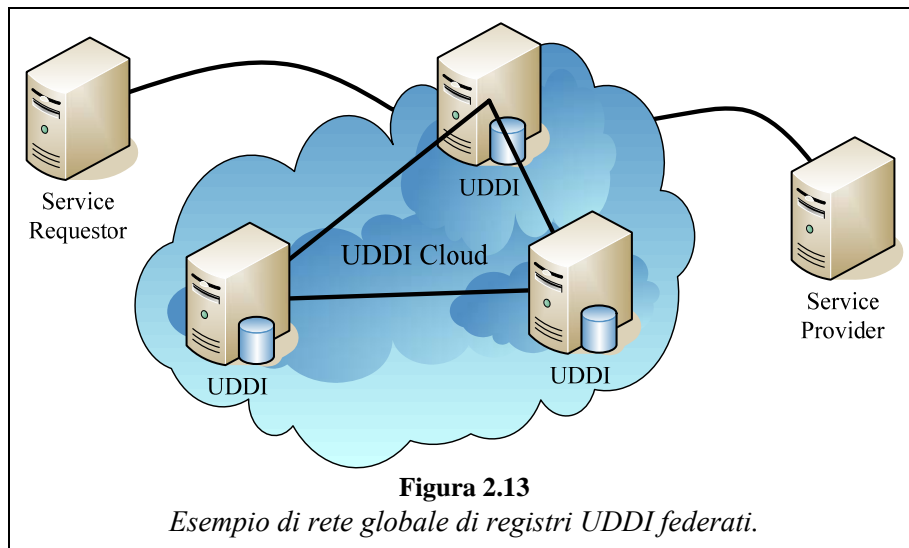 UDDI
Service
Requestor
UDDI Cloud
Service
Provider
UDDI
UDDI
Figura 2.13
Esempio di rete globale di registri UDDI federati.